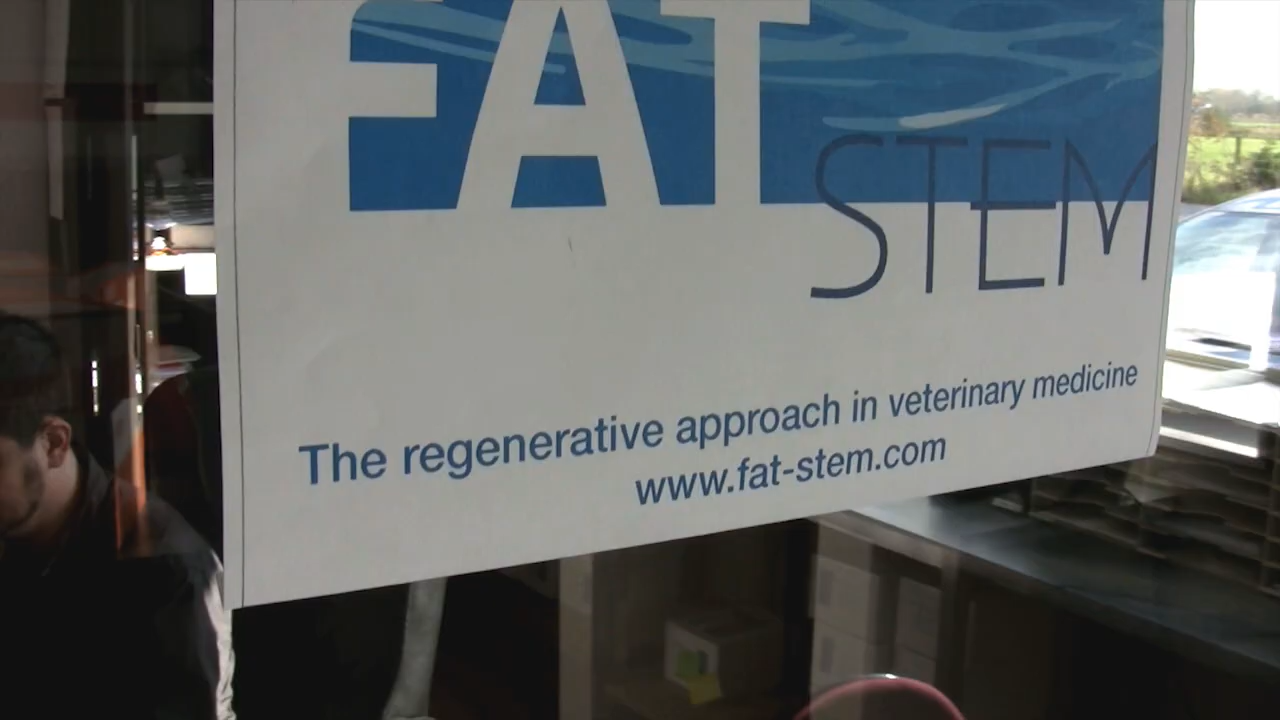 FAT
STEM
The regenerative approach in veterinary medicine
www.fat-stem.com